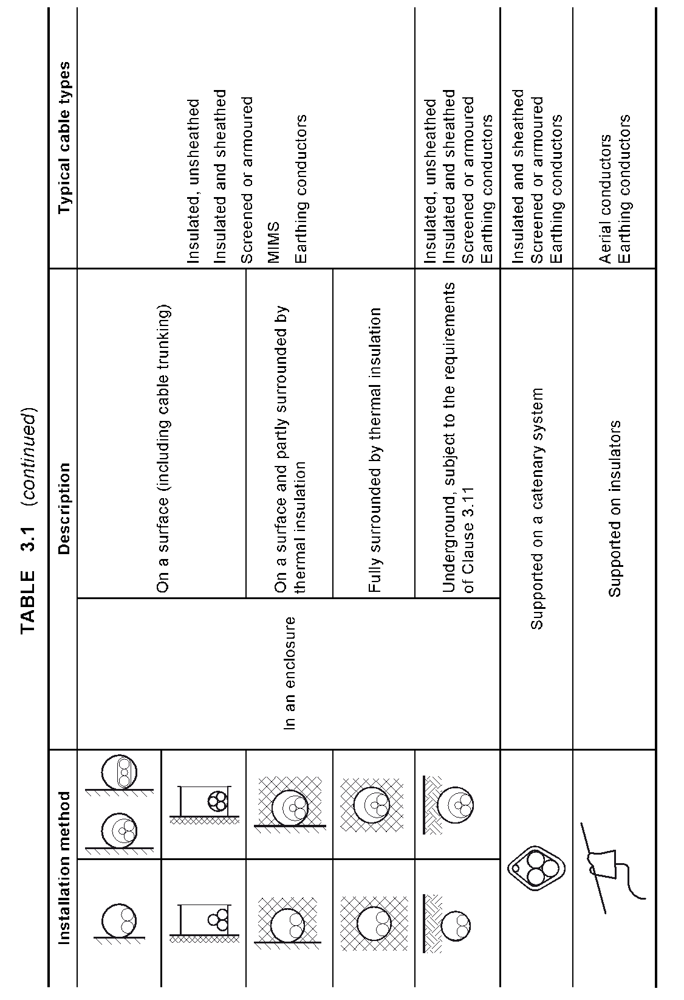 TABLE 3.1 (continued)
Installation method
Description
Typical cable types
In an enclosure
On a surface (including cable trunking)
On a surface and partly surrounded by
thermal insulation
Fully surrounded by thermal insulation
Insulated, unsheathed
Insulated and sheathed
Screened or armoured
MIMS
Earthing conductors
Underground, subject to the requirements
of Clause 3.11
Insulated, unsheathed
Insulated and sheathed
Screened or armoured
Earthing conductors
Supported on a catenary system
Insulated and sheathed
Screened or armoured
Earthing conductors
Supported on insulators
Aerial conductors
Earthing conductors